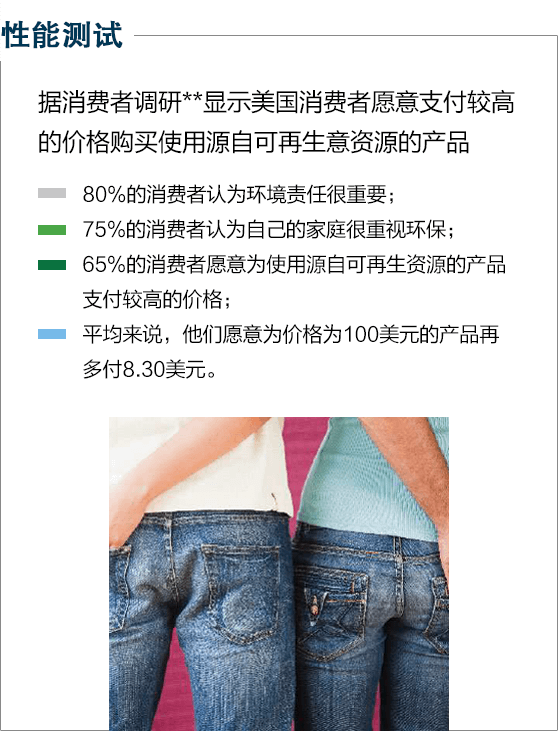 性能测试
据消费者调研**显示美国消费者愿意支付较高
的价格购买使用源自可再生意资源的产品
80%的消费者认为环境责任很重要；
75%的消费者认为自己的家庭很重视环保；
65%的消费者愿意为使用源自可再生资源的产品
支付较高的价格；
平均来说，他们愿意为价格为100美元的产品再
多付8.30美元。